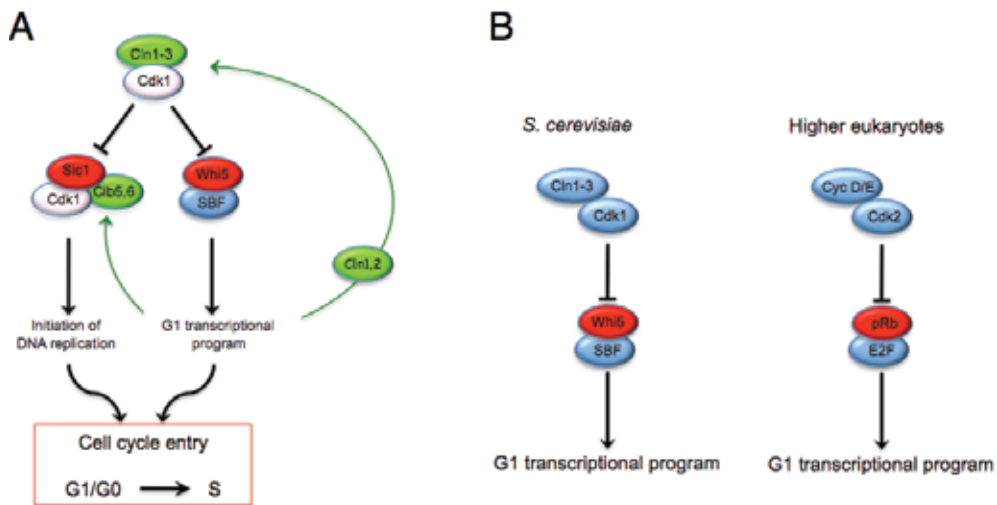 A
Cln1-3
Cdk1
Sic1
Cdk1
Clb5,6
Whi5
SBF
Cln1,2
Initiation of
DNA replication
G1 transcriptional
program
Cell cycle entry
G1/G0
S
B
S. cerevisiae
Cln1-3
Cdk1
Whi5
SBF
G1 transcriptional program
Higher eukaryotes
Cyc D/E
Cdk2
pRb
E2F
G1 transcriptional program